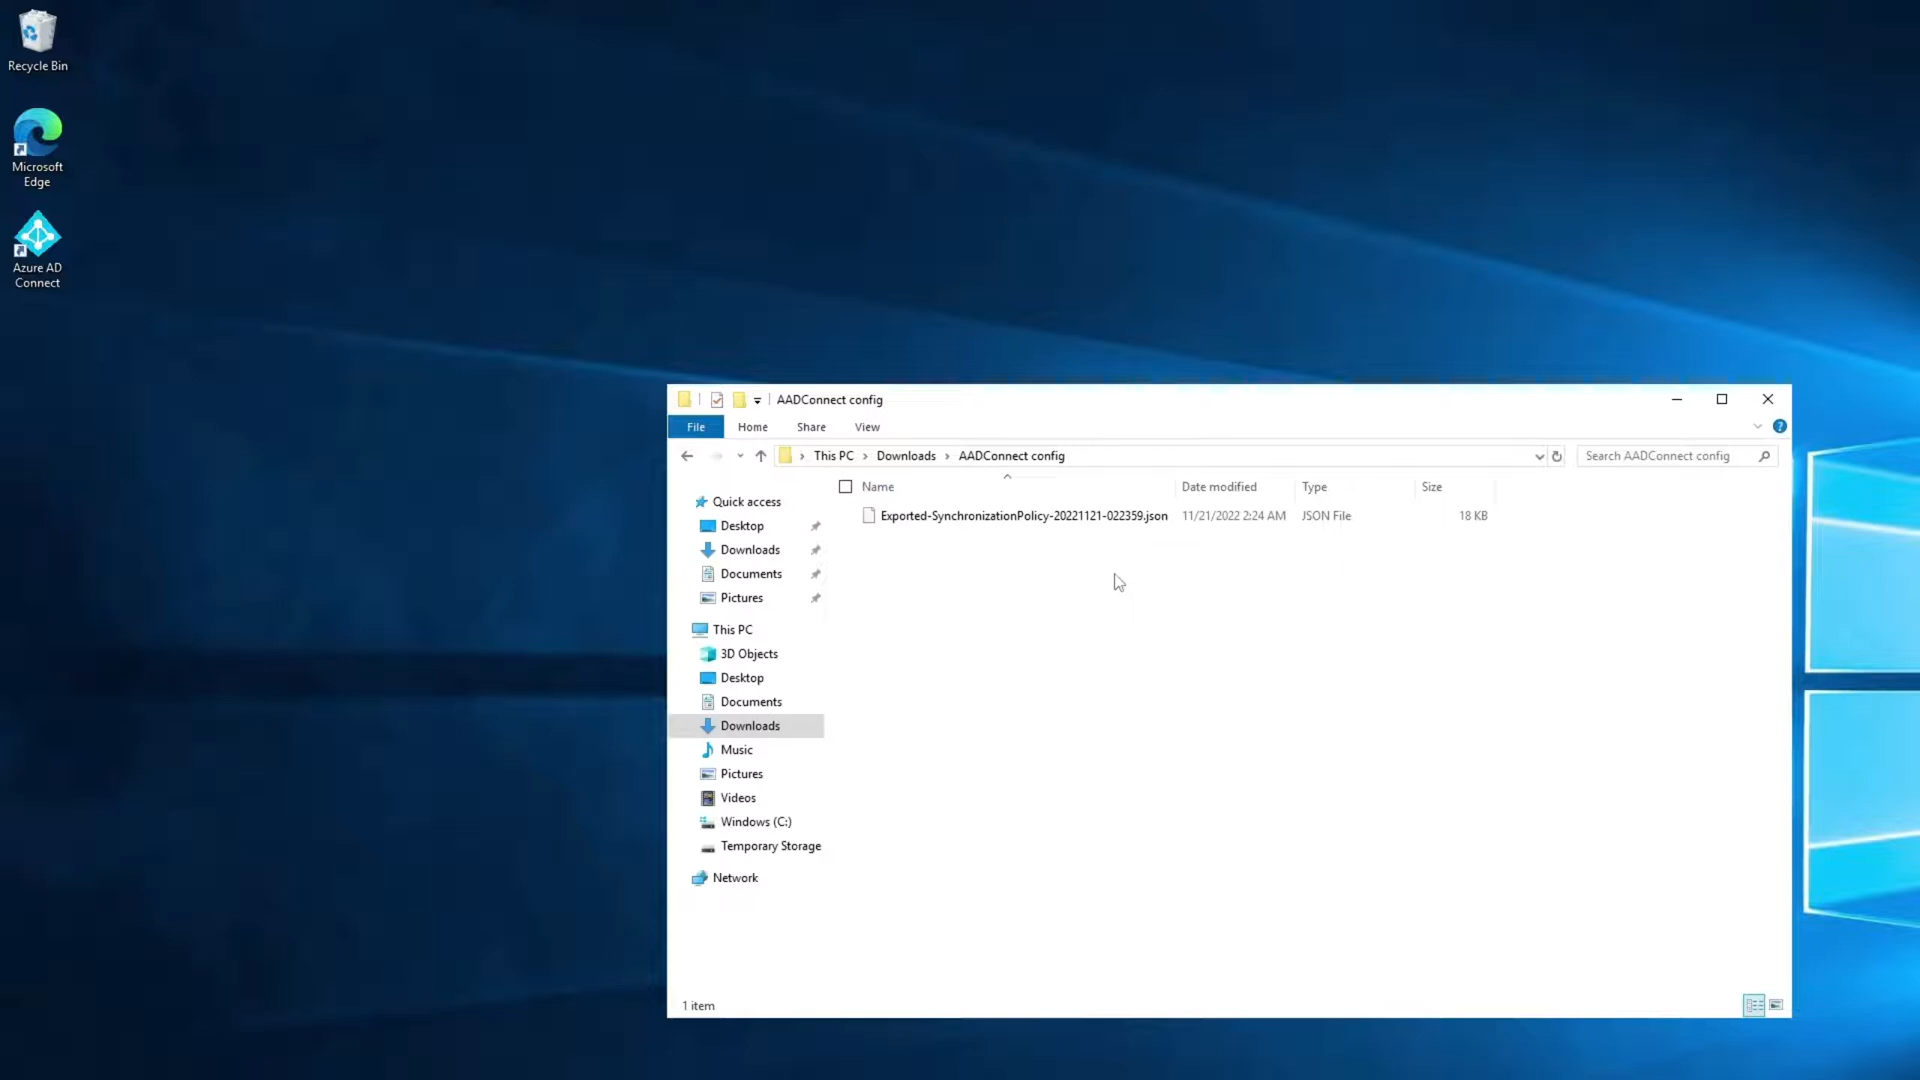 Recycle Bin
Microsoft
Edge
Azure AD
Connect
AADConnect config
File Home Share View
This PC Downloads AADConnect config
Search AADConnect config
Name Date modified Type Size
Exported-SynchronizationPolicy-20221121-022359.json 11/21/2022 2:24 AM JSON File 18 KB
Quick access
Desktop
Downloads
Documents
Pictures
This PC
3D Objects
Desktop
Documents
Downloads
Music
Pictures
Videos
Windows (C:)
Temporary Storage
Network
1 item